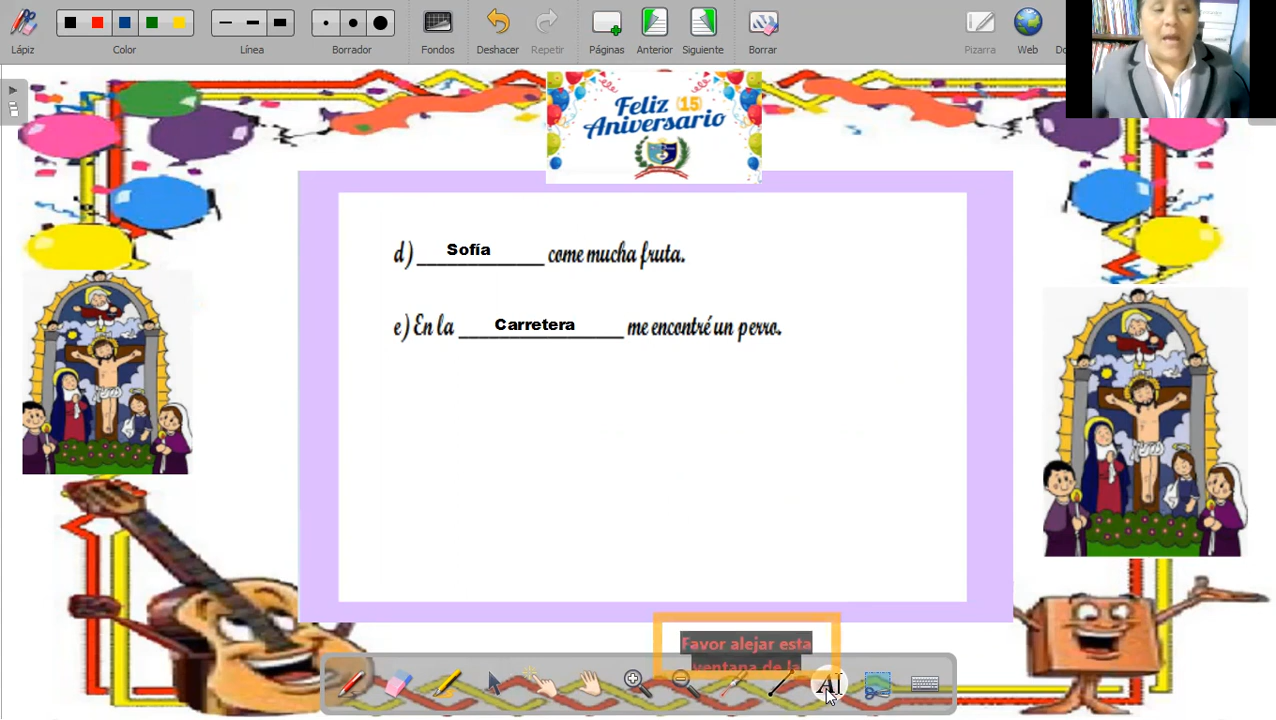 Lápiz
Color
Línea
Borrador
Fondos
Deshacer
Repetir
Páginas
Anterior
Siguiente
Borrar
Pizarra
Web
Feliz 15
Aniversario
d) Sofía come mucha fruta.
e) En la Carretera me encontré un perro.
Favor alejar esta
ventana de la
AI